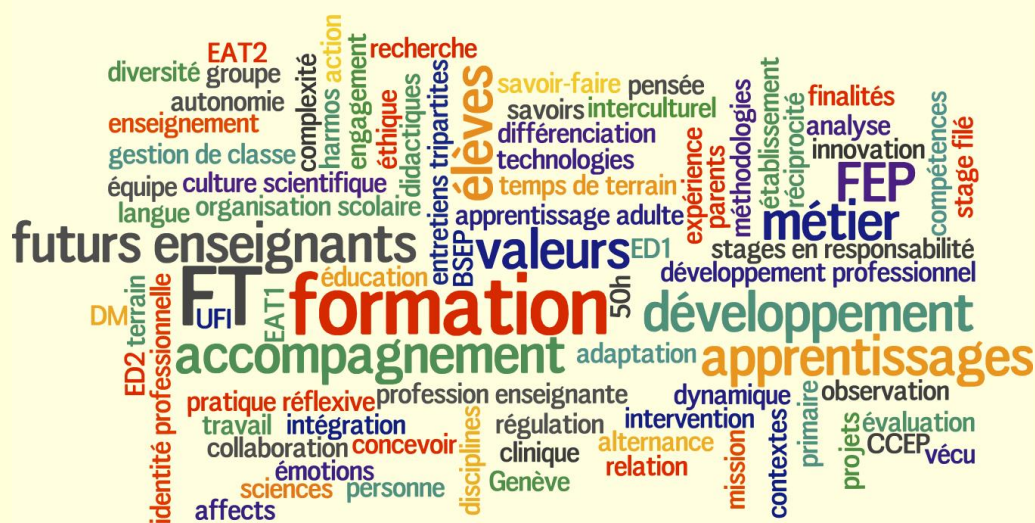 EAT2
recherche
diversité
groupe
complexité
harmos
action
engagement
éthique
didactiques
entretiens tripartites
élèves
savoir-faire
pensée
savoirs
interculturel
autonomie
enseignement
différenciation
technologies
gestion de classe
équipe
culture scientifique
temps de terrain
langue
organisation scolaire
apprentissage adulte
expérience
parents
méthodologies
établissement
réciprocité
finalités
analyse
innovation
FEP
compétences
stage filé
métier
futurs enseignants
BSEP
valeurs
ED1
stages en responsabilité
développement professionnel
DM
terrain
identité professionnelle
ED2
FT
UFI
EAT1
éducation
formation
50h
développement
accompagnement
adaptation
apprentissages
pratique réflexive
profession enseignante
dynamique
observation
travail
intégration
disciplines
régulation
intervention
contextes
primaire
projets
évaluation
collaboration
concevoir
clinique
alternance
mission
CCEP
vécu
émotions
relation
sciences
personne
Genève
affects